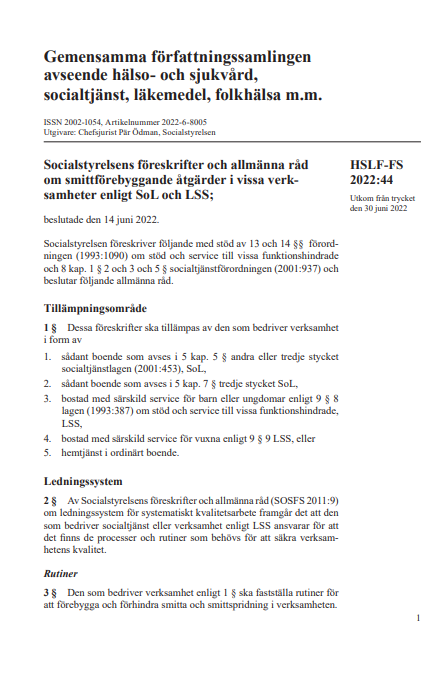 Gemensamma författningssamlingen
avseende hälso- och sjukvård,
socialtjänst, läkemedel, folkhälsa m.m.
ISSN 2002-1054, Artikelnummer 2022-6-8005
Utgivare: Chefsjurist Pär Ödman, Socialstyrelsen
Socialstyrelsens föreskrifter och allmänna råd
om smittförebyggande åtgärder i vissa verk-
samheter enligt SoL och LSS;
HSLF-FS
2022:44
Utkom från trycket
den 30 juni 2022
beslutade den 14 juni 2022.
Socialstyrelsen föreskriver följande med stöd av 13 och 14 §§ förord-
ningen (1993:1090) om stöd och service till vissa funktionshindrade
och 8 kap. 1 § 2 och 3 och 5 § socialtjänstförordningen (2001:937) och
beslutar följande allmänna råd.
Tillämpningsområde
1 § Dessa föreskrifter ska tillämpas av den som bedriver verksamhet
i form av
1. sådant boende som avses i 5 kap. 5 § andra eller tredje stycket
socialtjänstlagen (2001:453), SoL,
2. sådant boende som avses i 5 kap. 7 § tredje stycket SoL,
3. bostad med särskild service för barn eller ungdomar enligt 9 § 8
lagen (1993:387) om stöd och service till vissa funktionshindrade,
LSS,
4. bostad med särskild service för vuxna enligt 9 § 9 LSS, eller
5. hemtjänst i ordinärt boende.
Ledningssystem
2 § Av Socialstyrelsens föreskrifter och allmänna råd (SOSFS 2011:9)
om ledningssystem för systematiskt kvalitetsarbete framgår det att den
som bedriver socialtjänst eller verksamhet enligt LSS ansvarar för att
det finns de processer och rutiner som behövs för att säkra verksam-
hetens kvalitet.
Rutiner
3 § Den som bedriver verksamhet enligt 1 § ska fastställa rutiner för
att förebygga och förhindra smitta och smittspridning i verksamheten.
1